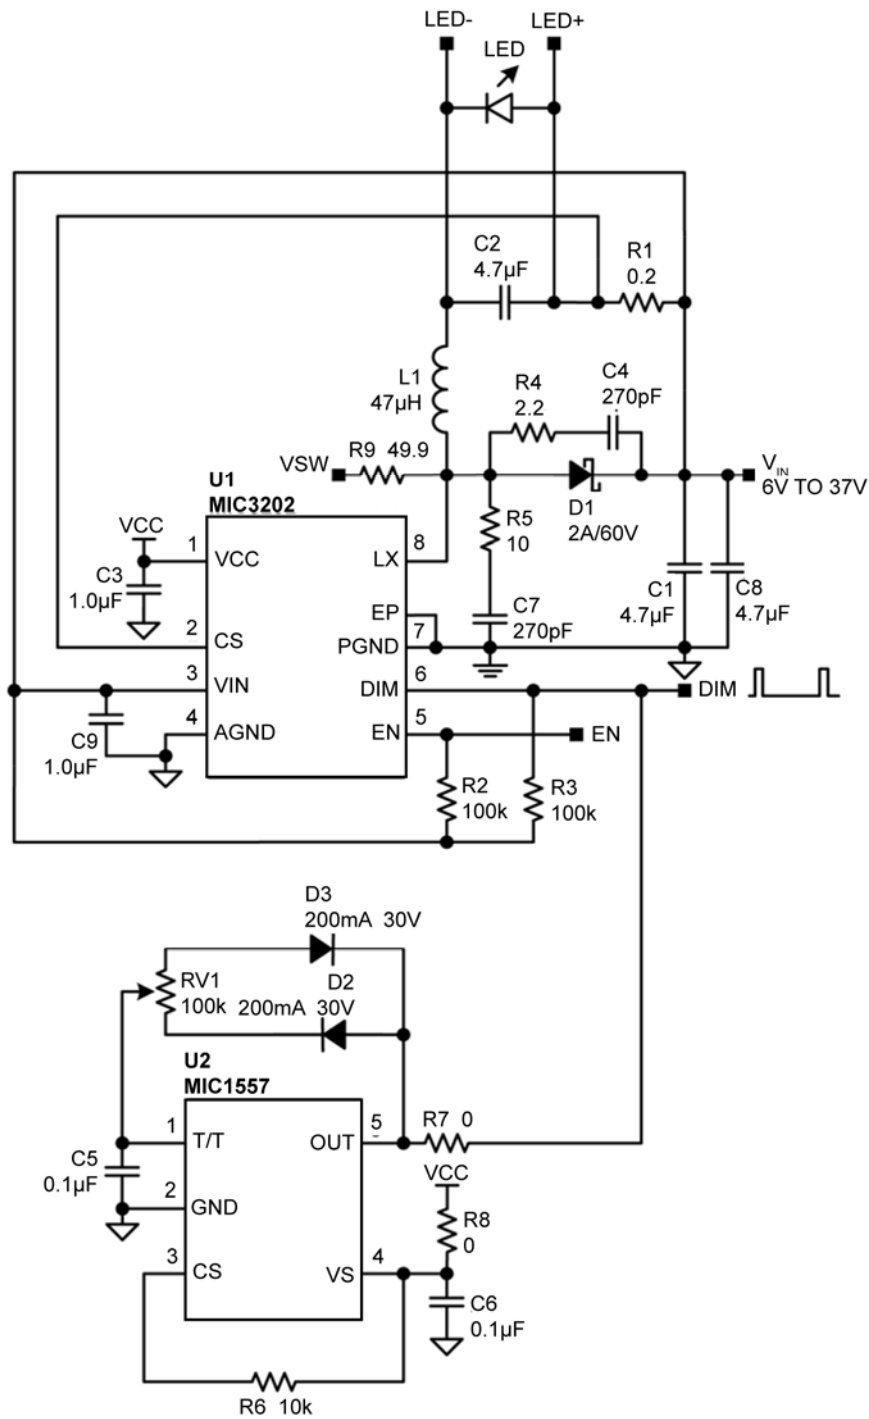 LED-
LED+
LED
C2
4.7µF
R1
0.2
L1
47µH
R4
2.2
C4
270pF
VSW
R9 49.9
VIN
6V TO 37V
D1
2A/60V
U1
MIC3202
R5
10
VCC
1
VCC
LX
8
C3
1.0µF
C1
4.7µF
C8
4.7µF
EP
C7
270pF
2
CS
PGND
7
3
VIN
DIM
6
DIM
4
AGND
EN
5
EN
C9
1.0µF
R2
100k
R3
100k
D3
200mA 30V
RV1
100k
D2
200mA 30V
U2
MIC1557
1
T/T
OUT
5
R7 0
C5
0.1µF
VCC
2
GND
R8
0
3
CS
VS
4
C6
0.1µF
R6 10k